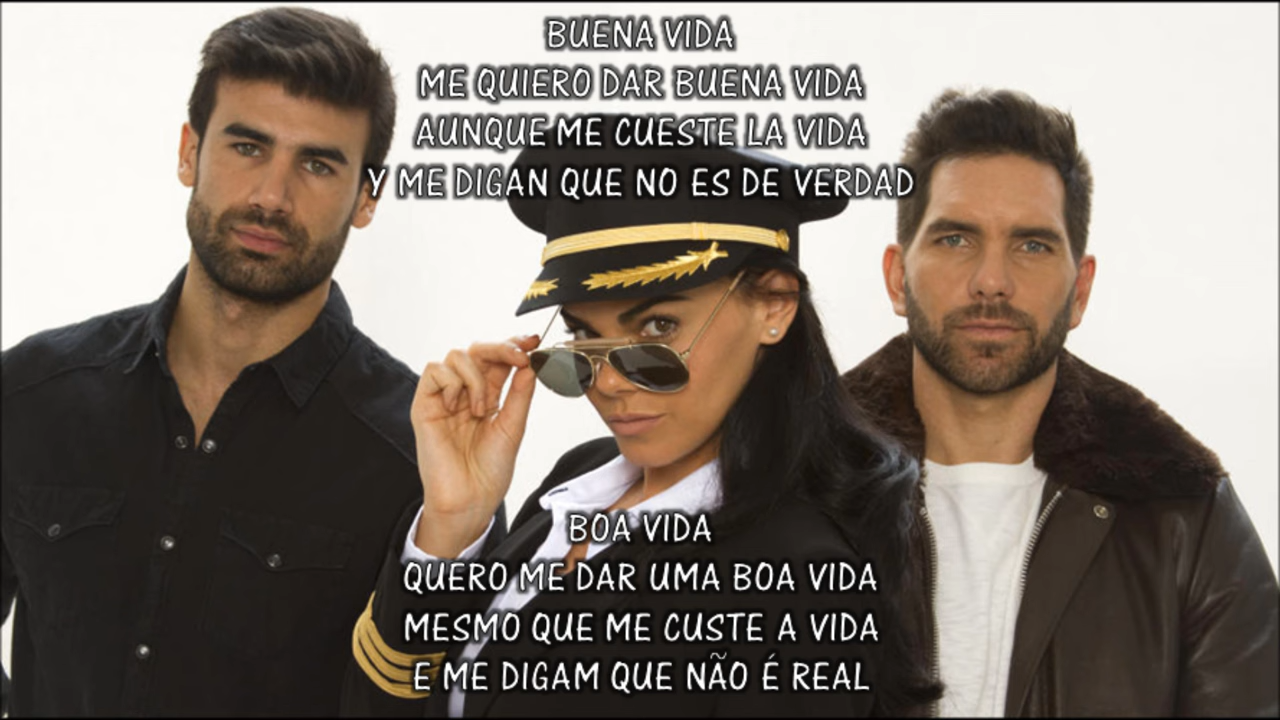 BUENA VIDA
ME QUIERO DAR BUENA VIDA
AUNQUE ME CUESTE LA VIDA
Y ME DIGAN QUE NO ES DE VERDAD
BOA VIDA
QUERO ME DAR UMA BOA VIDA
MESMO QUE ME CUSTE A VIDA
E ME DIGAM QUE NÃO É REAL